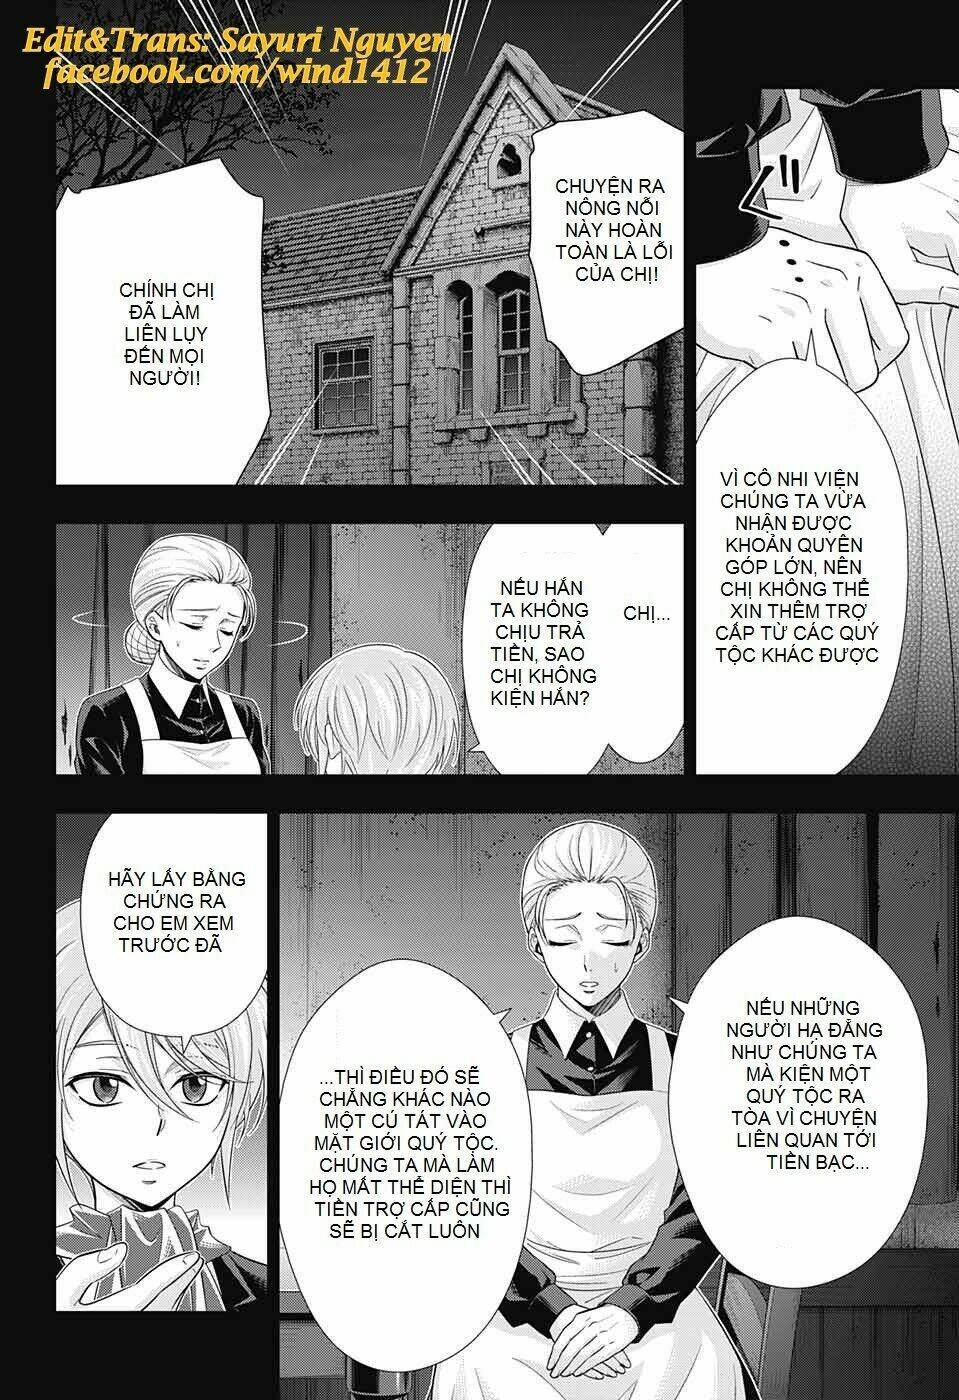 Edit&Trans: Sayuri Nguyen
facebook.com/wind1412
CHUYỆN RA
NÔNG NỖI
NÀY HOÀN
TOÀN LÀ LỖI
CỦA CHỊ!
CHÍNH CHỊ
ĐÃ LÀM
LIÊN LỤY
ĐẾN MỌI
NGƯỜI!
VÌ CÔ NHI VIỆN
CHÚNG TA VỪA
NHẬN ĐƯỢC
KHOẢN QUYÊN
GÓP LỚN, NÊN
CHỊ KHÔNG THỂ
XIN THÊM TRỢ
CẤP TỪ CÁC QUÝ
TỘC KHÁC ĐƯỢC
CHỊ...
NẾU HẮN
TA KHÔNG
CHỊU TRẢ
TIỀN, SAO
CHỊ KHÔNG
KIỆN HẮN?
NẾU NHỮNG
NGƯỜI HẠ ĐẲNG
NHƯ CHÚNG TA
MÀ KIỆN MỘT
QUÝ TỘC RA
TÒA VÌ CHUYỆN
LIÊN QUAN TỚI
TIỀN BẠC...
...THÌ ĐIỀU ĐÓ SẼ
CHẲNG KHÁC NÀO
MỘT CÚ TÁT VÀO
MẶT GIỚI QUÝ TỘC.
CHÚNG TA MÀ LÀM
HỌ MẤT THỂ DIỆN THÌ
TIỀN TRỢ CẤP CŨNG
SẼ BỊ CẮT LUÔN
HÃY LẤY BẰNG
CHỨNG RA
CHO EM XEM
TRƯỚC ĐÃ